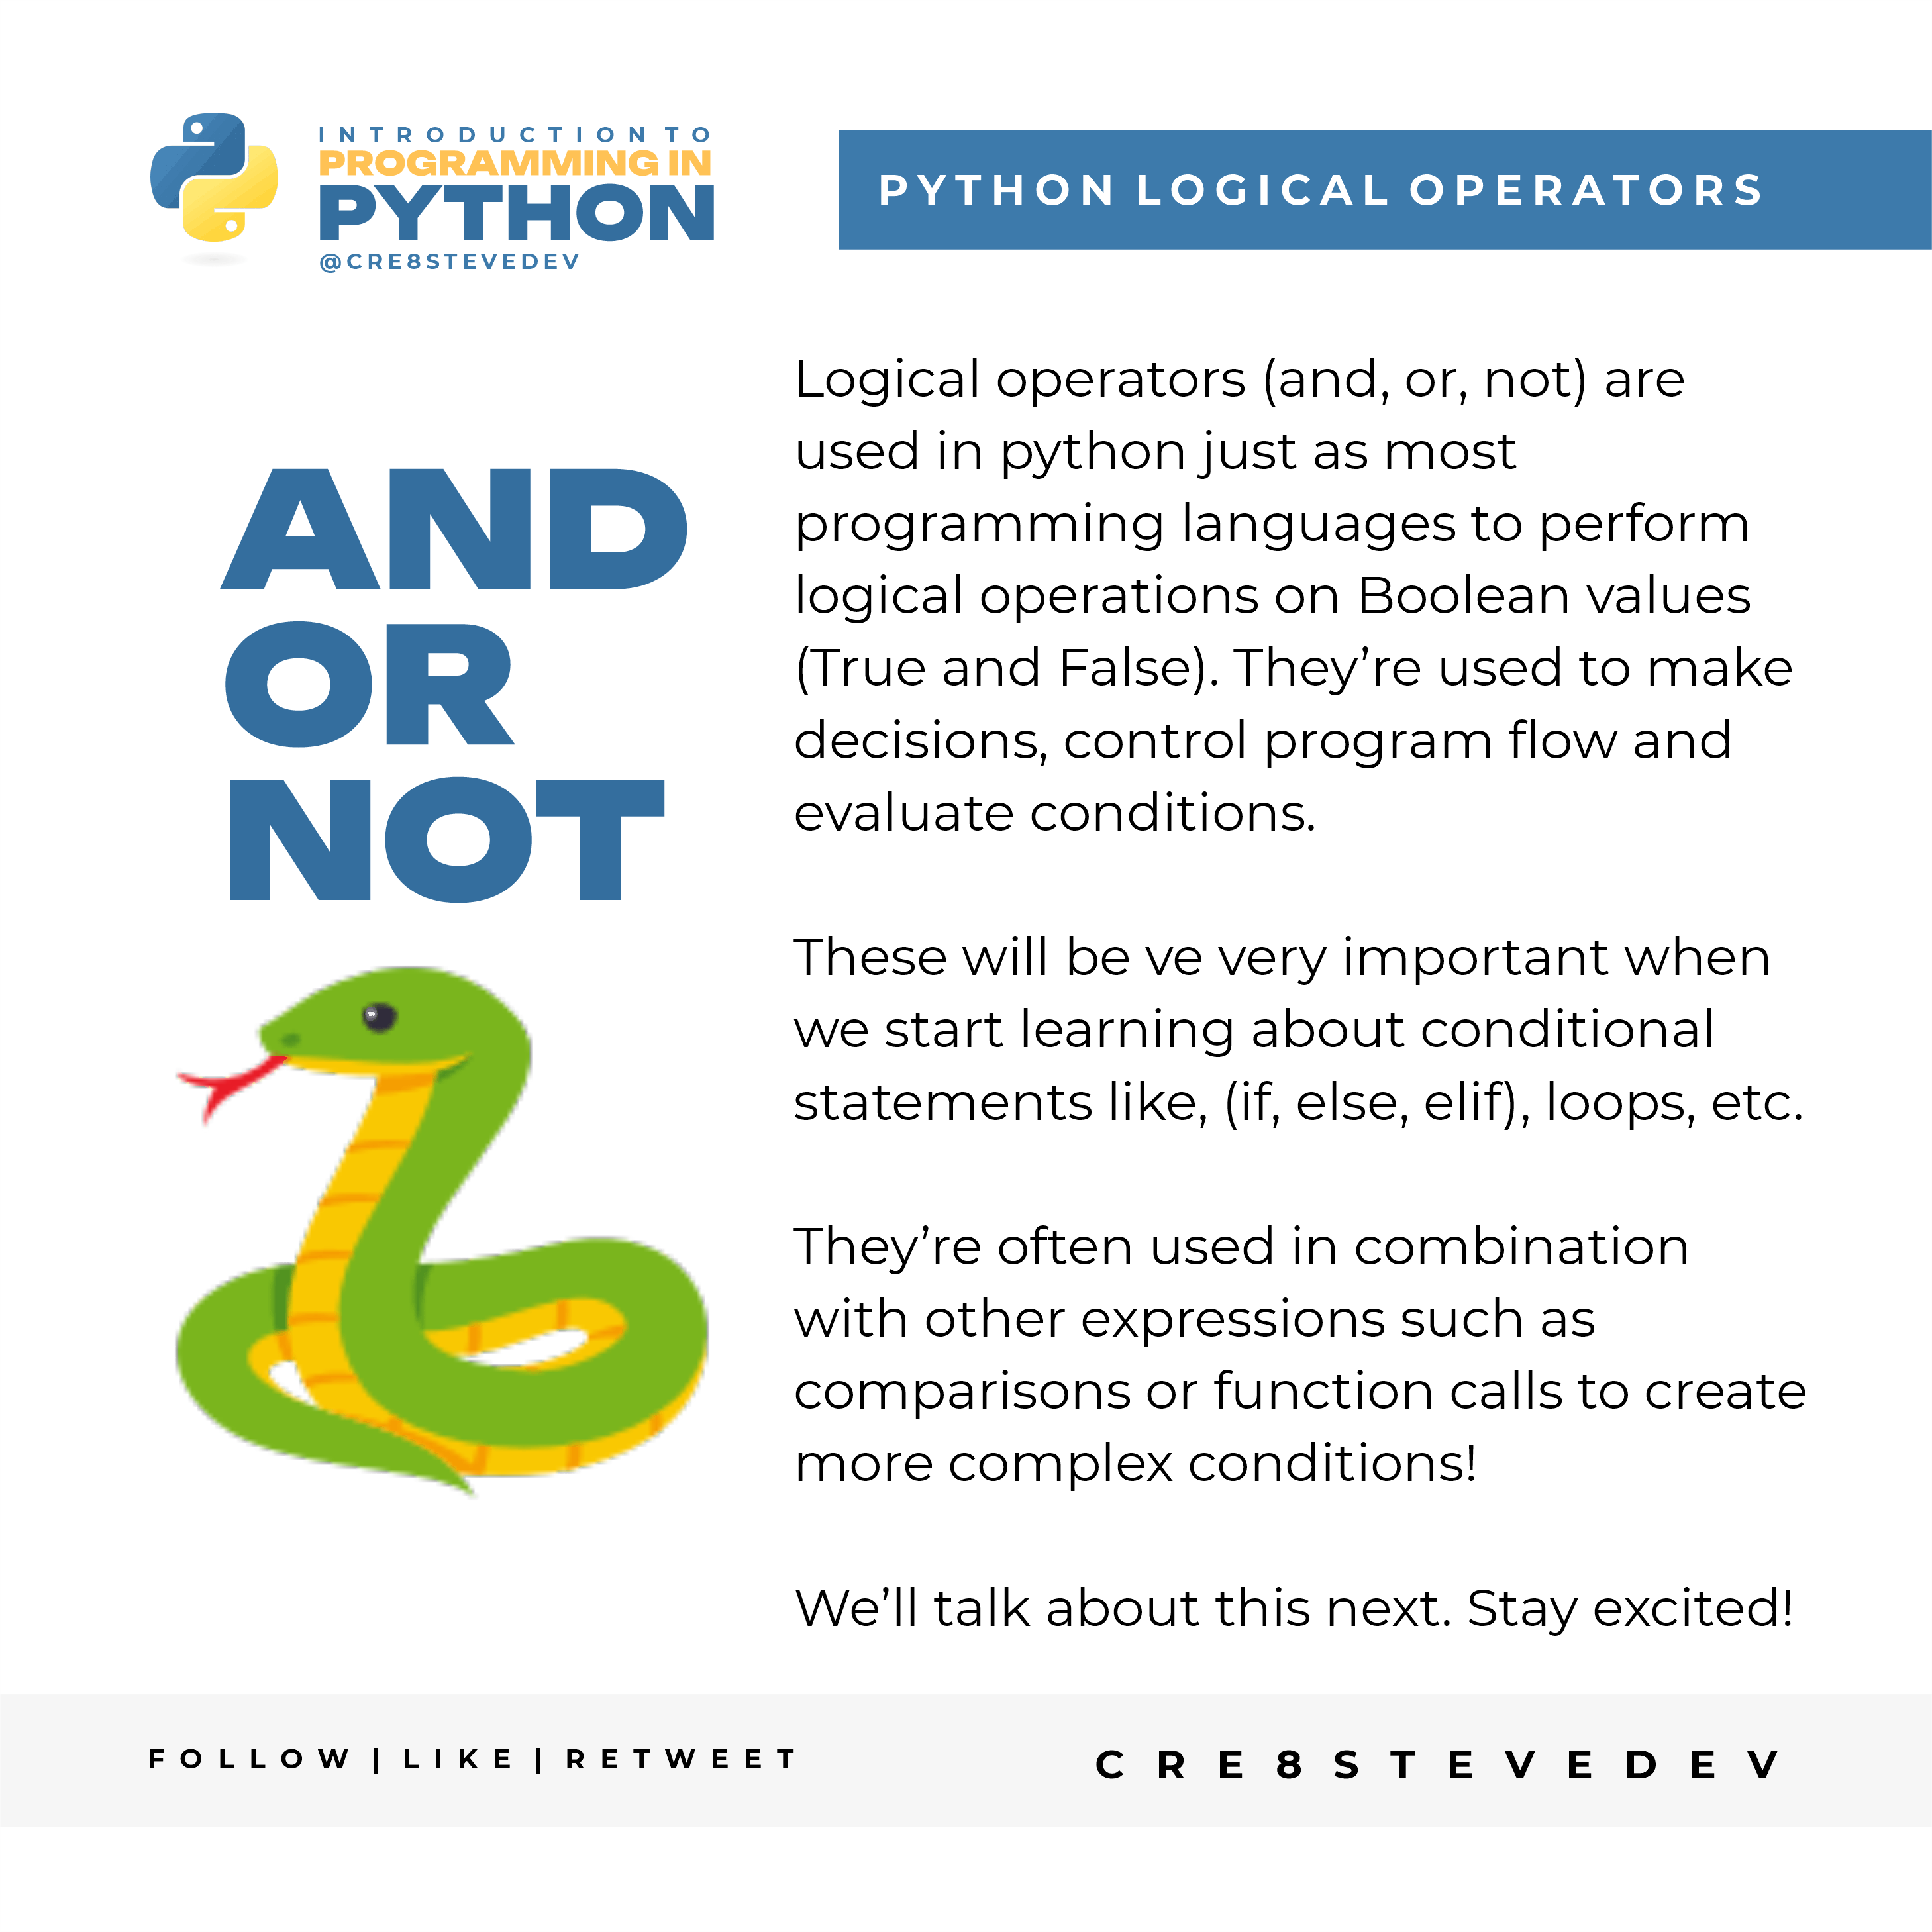 INTRODUCTION TO
PROGRAMMING IN
PYTHON
@CRE8STEVEDEV
PYTHON LOGICAL OPERATORS
AND
OR
NOT
Logical operators (and, or, not) are
used in python just as most
programming languages to perform
logical operations on Boolean values
(True and False). They’re used to make
decisions, control program flow and
evaluate conditions.
These will be ve very important when
we start learning about conditional
statements like, (if, else, elif), loops, etc.
They’re often used in combination
with other expressions such as
comparisons or function calls to create
more complex conditions!
We’ll talk about this next. Stay excited!
FOLLOW | LIKE | RETWEET
CRE8STEVEDEV